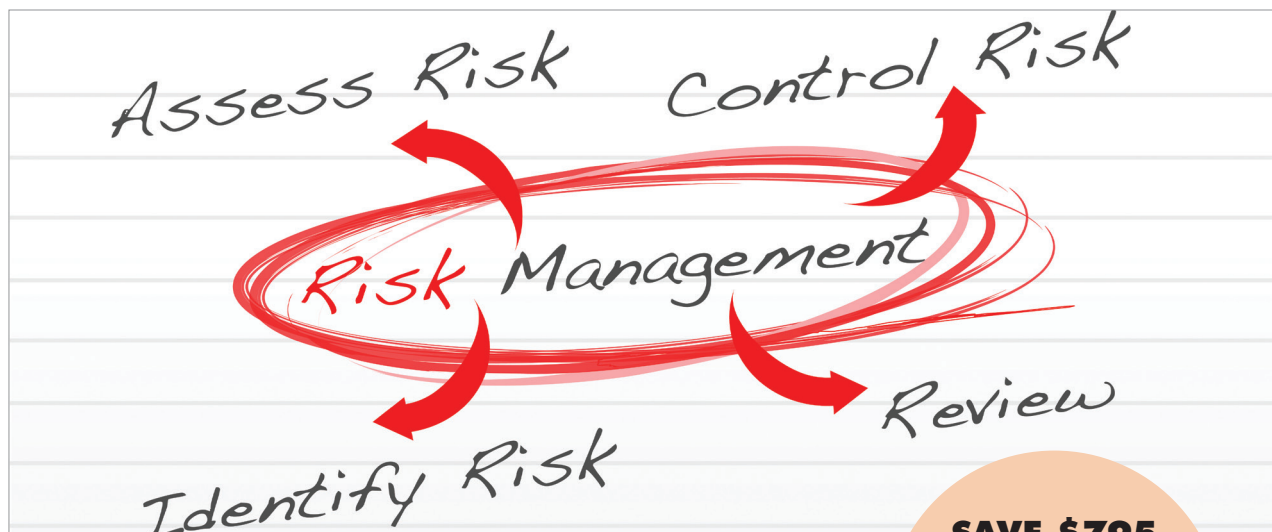 Assess Risk
Control Risk
Risk Management
Review
Identify Risk
SAVE $795